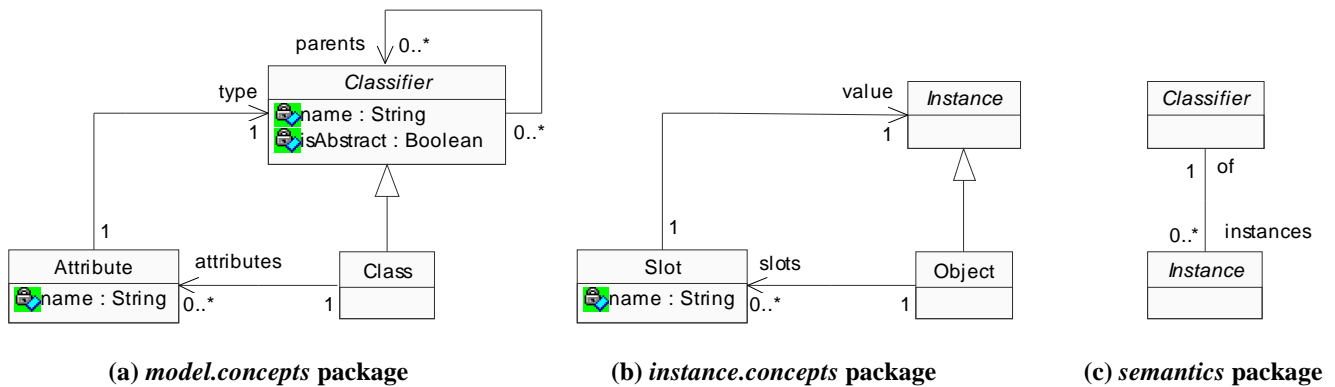 parents 0..*
Classifier
type
name : String
1
isAbstract : Boolean
0..*
1
Attribute
name : String
attributes
0..*
1
Class
(a) model.concepts package
value
1
Instance
1
Slot
name : String
slots
0..*
1
Object
(b) instance.concepts package
Classifier
1 of
0..* instances
Instance
(c) semantics package